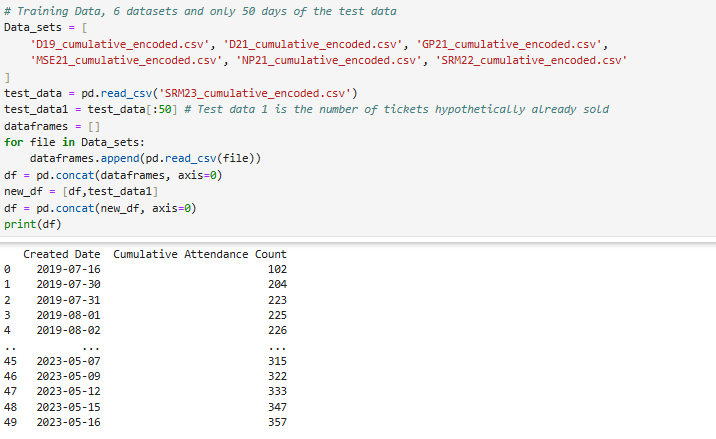 # Training Data, 6 datasets and only 50 days of the test data
Data_sets = [
    'D19_cumulative_encoded.csv', 'D21_cumulative_encoded.csv', 'GP21_cumulative_encoded.csv',
    'MSE21_cumulative_encoded.csv', 'NP21_cumulative_encoded.csv', 'SRM22_cumulative_encoded.csv'
]
test_data = pd.read_csv('SRM23_cumulative_encoded.csv')
test_data1 = test_data[:50] # Test data 1 is the number of tickets hypothetically already sold
dataframes = []
for file in Data_sets:
    dataframes.append(pd.read_csv(file))
df = pd.concat(dataframes, axis=0)
new_df = [df,test_data1]
df = pd.concat(new_df, axis=0)
print(df)
   Created Date  Cumulative Attendance Count
0    2019-07-16                          102
1    2019-07-30                          204
2    2019-07-31                          223
3    2019-08-01                          225
4    2019-08-02                          226
..          ...                          ...
45   2023-05-07                          315
46   2023-05-09                          322
47   2023-05-12                          333
48   2023-05-15                          347
49   2023-05-16                          357